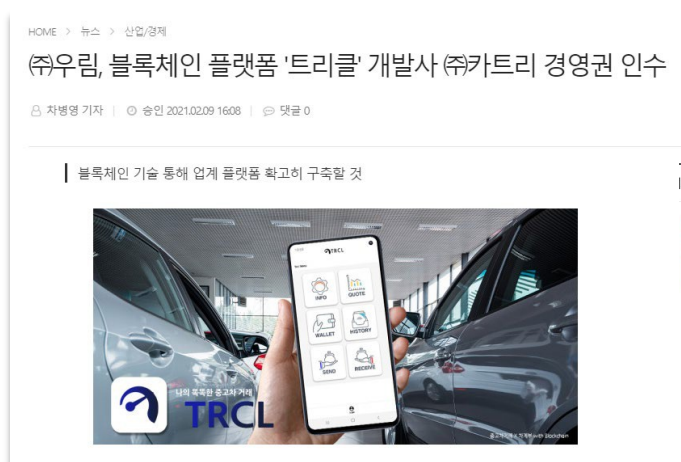 HOME > 뉴스 > 산업/경제
㈜우림, 블록체인 플랫폼 '트리클' 개발사 ㈜카트리 경영권 인수
차병영 기자 | 승인 2021.02.09 16:08 | 댓글 0
블록체인 기술 통해 업계 플랫폼 확고히 구축할 것
TRCL
INFO QUOTE
WALLET HISTORY
SEND RECEIVE
나의 똑똑한 중고차 거래
TRCL
with Blockchain